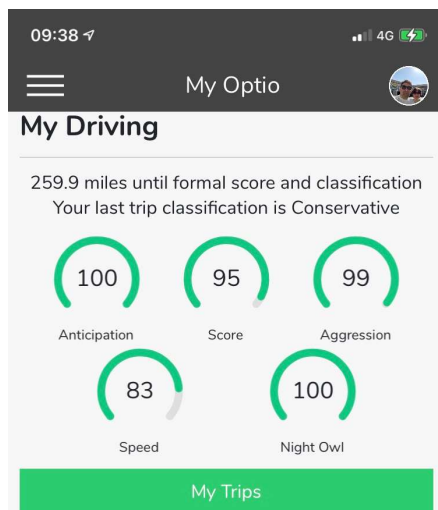 09:38
4G
My Optio
My Driving
259.9 miles until formal score and classification
Your last trip classification is Conservative
100
95
99
Anticipation
Score
Aggression
83
100
Speed
Night Owl
My Trips